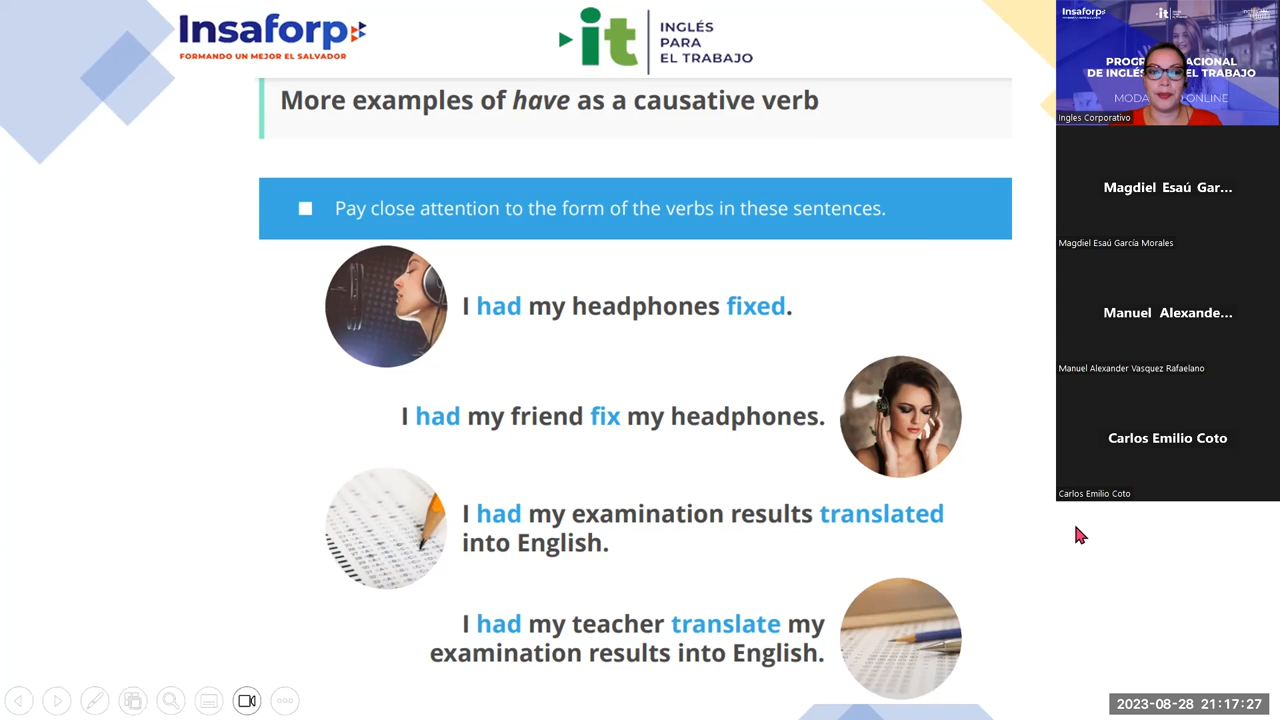 Insaforp
FORMANDO UN MEJOR EL SALVADOR
it
INGLÉS
PARA
EL TRABAJO
More examples of have as a causative verb
Pay close attention to the form of the verbs in these sentences.
I had my headphones fixed.
I had my friend fix my headphones.
I had my examination results translated
into English.
I had my teacher translate my
examination results into English.
Insaforp
it
Ingles Corporativo
Magdiel Esaú Gar...
Magdiel Esaú García Morales
Manuel Alexande...
Manuel Alexander Vasquez Rafaelano
Carlos Emilio Coto
Carlos Emilio Coto
2023-08-28 21:17:27